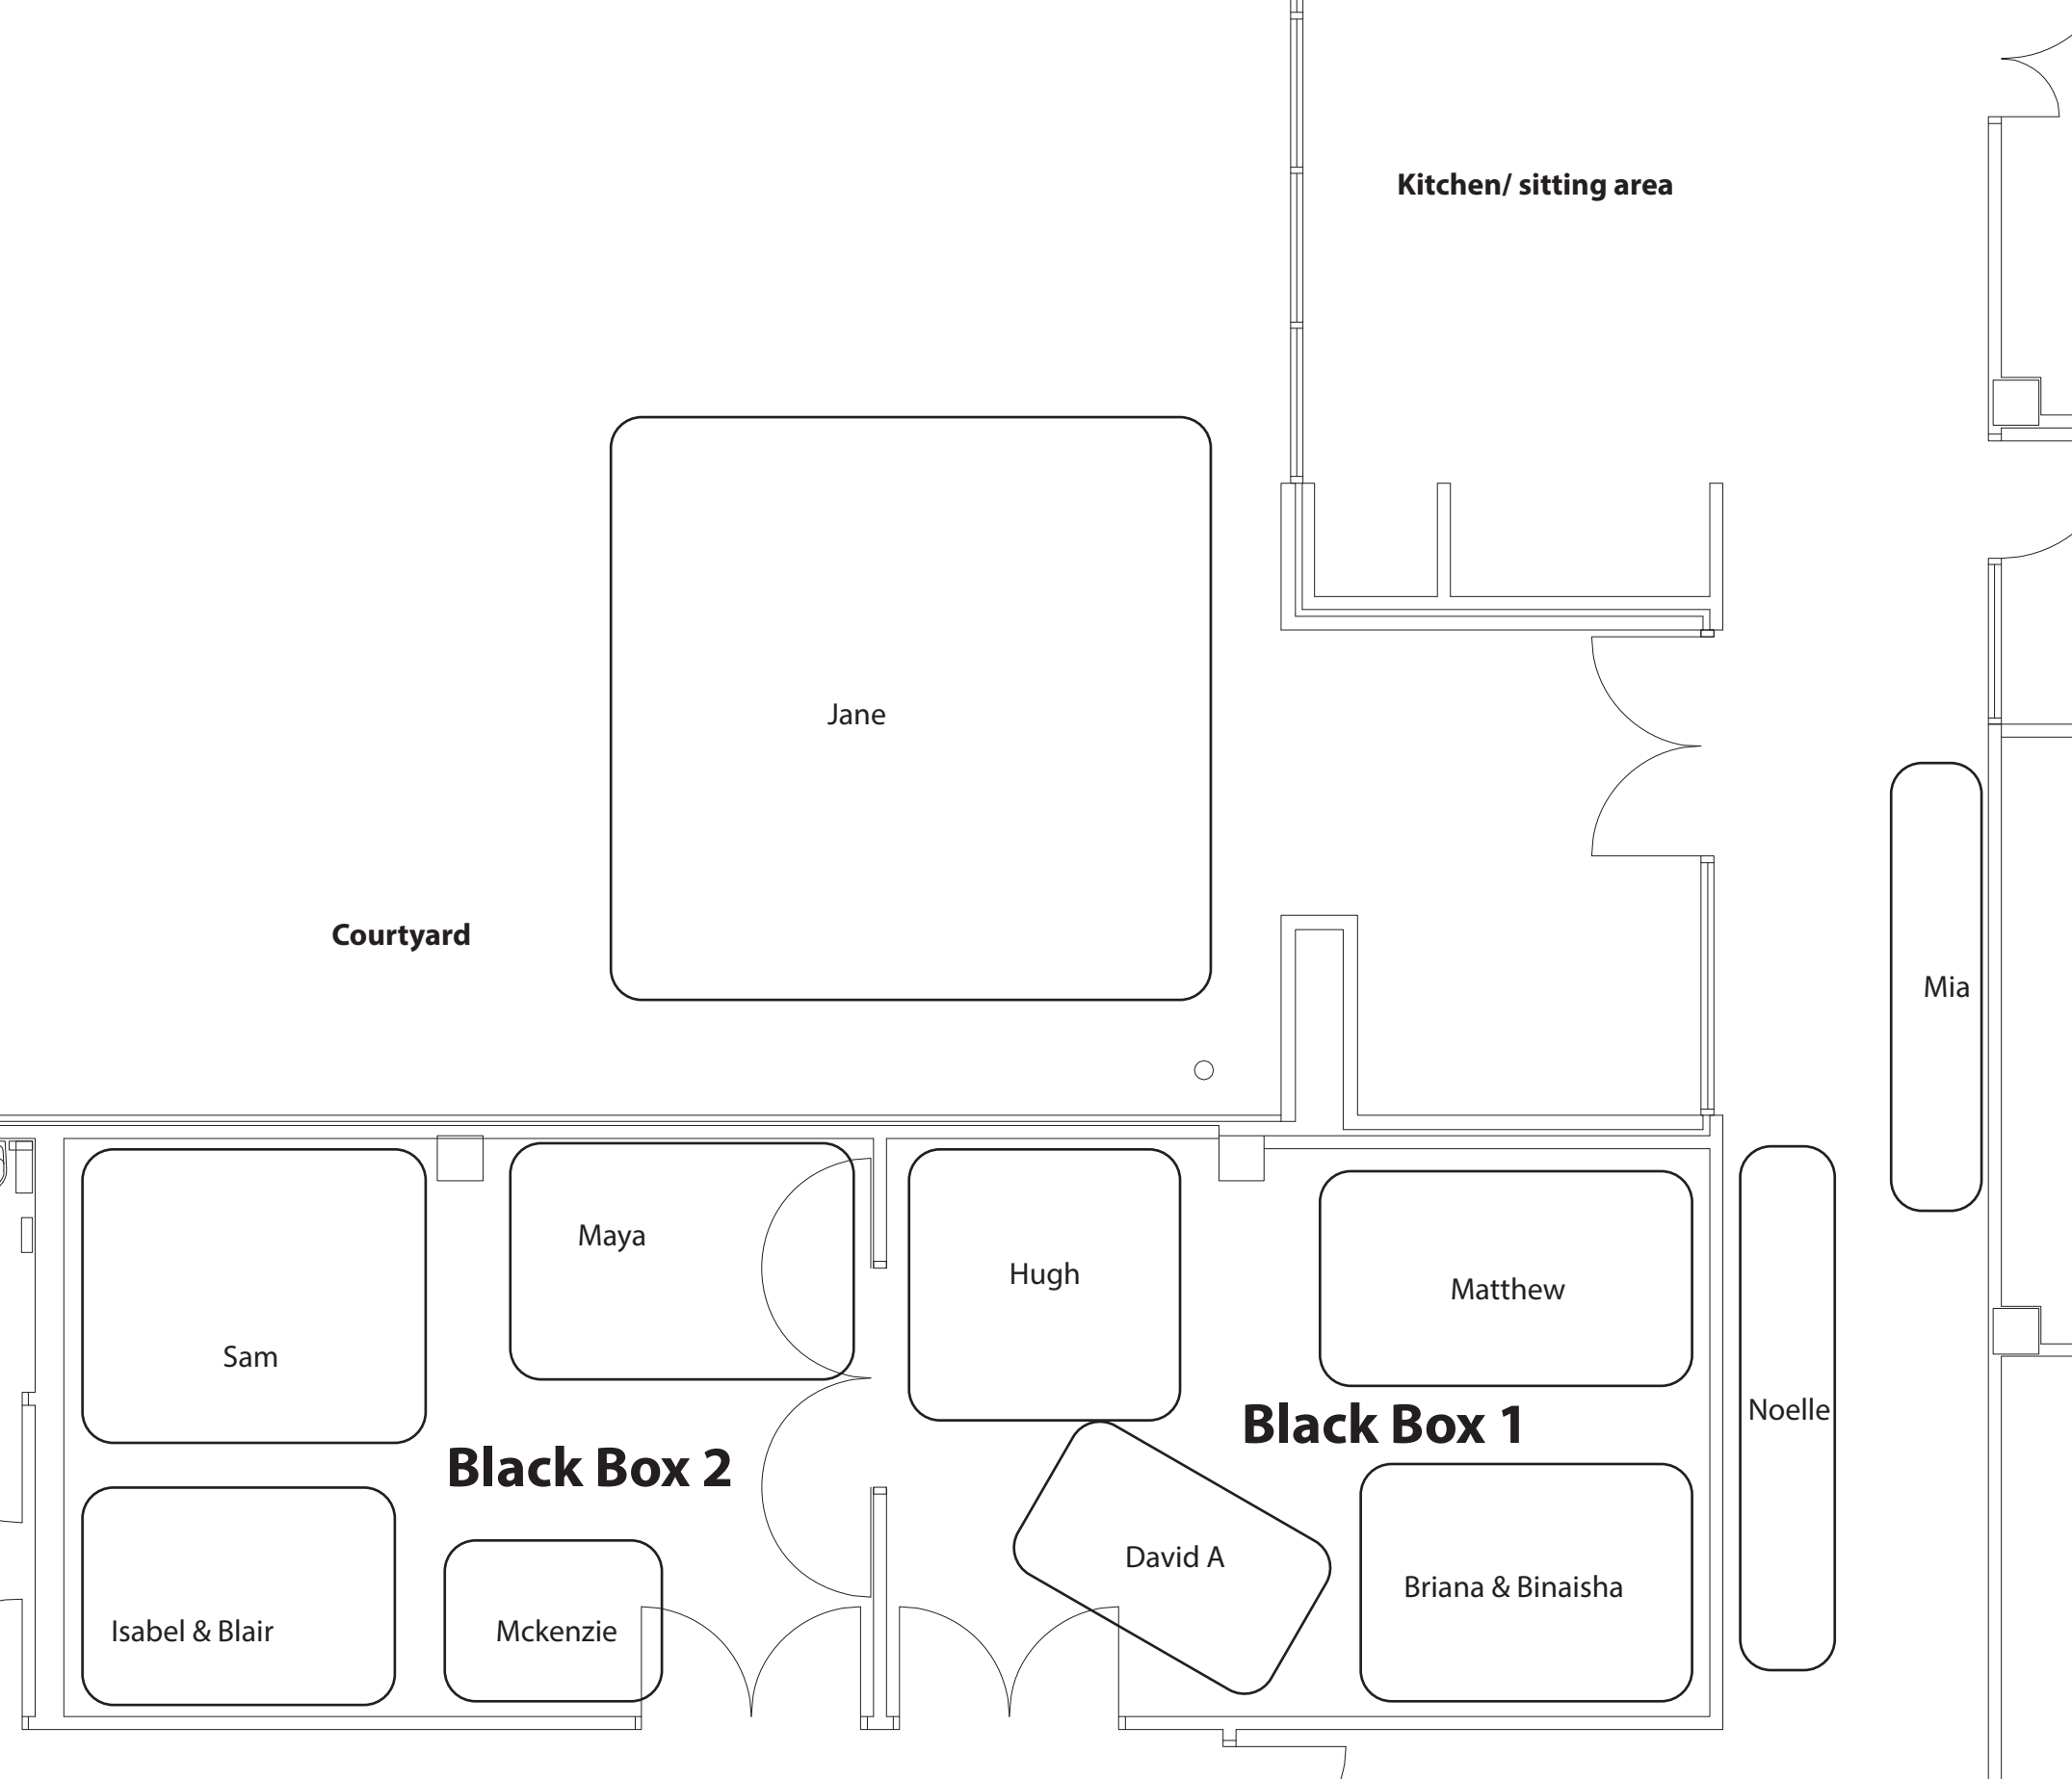 Kitchen/ sitting area
Jane
Courtyard
Mia
Maya
Hugh
Matthew
Sam
Noelle
Black Box 1
Black Box 2
David A
Briana & Binaisha
Isabel & Blair
Mckenzie